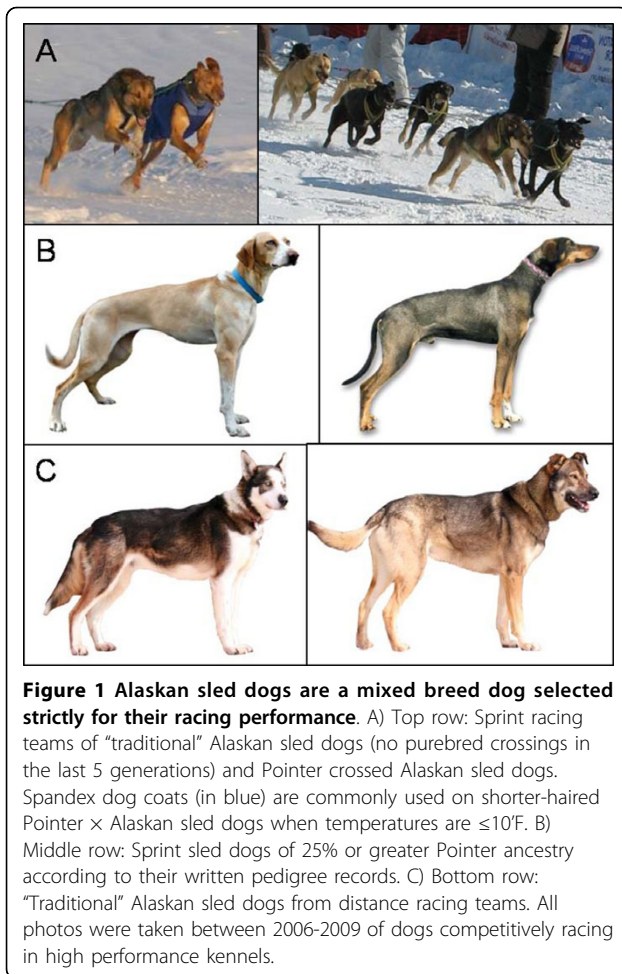 A
B
C
Figure 1 Alaskan sled dogs are a mixed breed dog selected
strictly for their racing performance. A) Top row: Sprint racing
teams of “traditional” Alaskan sled dogs (no purebred crossings in
the last 5 generations) and Pointer crossed Alaskan sled dogs.
Spandex dog coats (in blue) are commonly used on shorter-haired
Pointer × Alaskan sled dogs when temperatures are ≤10’F. B)
Middle row: Sprint sled dogs of 25% or greater Pointer ancestry
according to their written pedigree records. C) Bottom row:
“Traditional” Alaskan sled dogs from distance racing teams. All
photos were taken between 2006-2009 of dogs competitively racing
in high performance kennels.